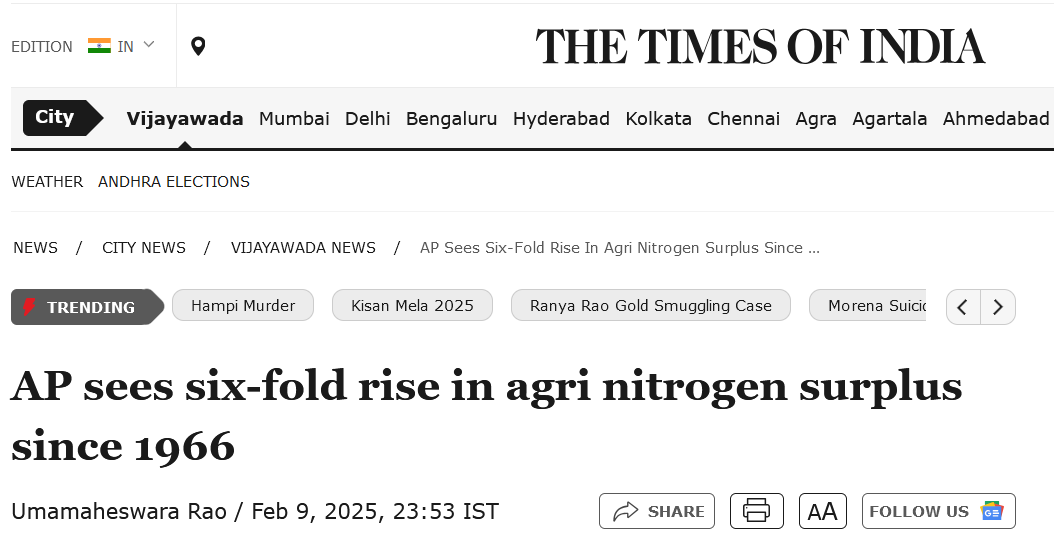 EDITION IN THE TIMES OF INDIA
City Vijayawada Mumbai Delhi Bengaluru Hyderabad Kolkata Chennai Agra Agartala Ahmedabad
WEATHER ANDHRA ELECTIONS
NEWS / CITY NEWS / VIJAYAWADA NEWS / AP Sees Six-Fold Rise In Agri Nitrogen Surplus Since ...
TRENDING Hampi Murder Kisan Mela 2025 Ranya Rao Gold Smuggling Case Morena
AP sees six-fold rise in agri nitrogen surplus
since 1966
Umamaheswara Rao / Feb 9, 2025, 23:53 IST SHARE AA FOLLOW US